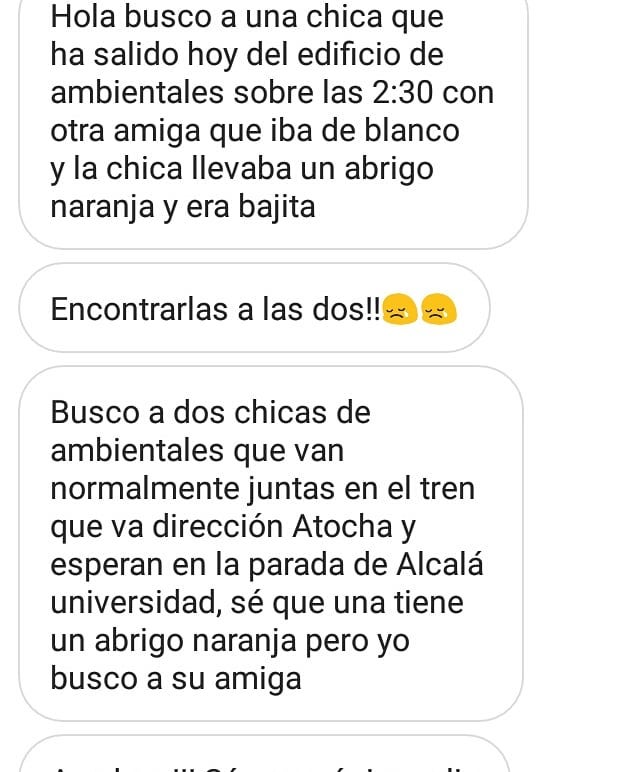 Hola busco a una chica que
ha salido hoy del edificio de
ambientales sobre las 2:30 con
otra amiga que iba de blanco
y la chica llevaba un abrigo
naranja y era bajita
Encontrarlas a las dos!!😢😢
Busco a dos chicas de
ambientales que van
normalmente juntas en el tren
que va dirección Atocha y
esperan en la parada de Alcalá
universidad, sé que una tiene
un abrigo naranja pero yo
busco a su amiga